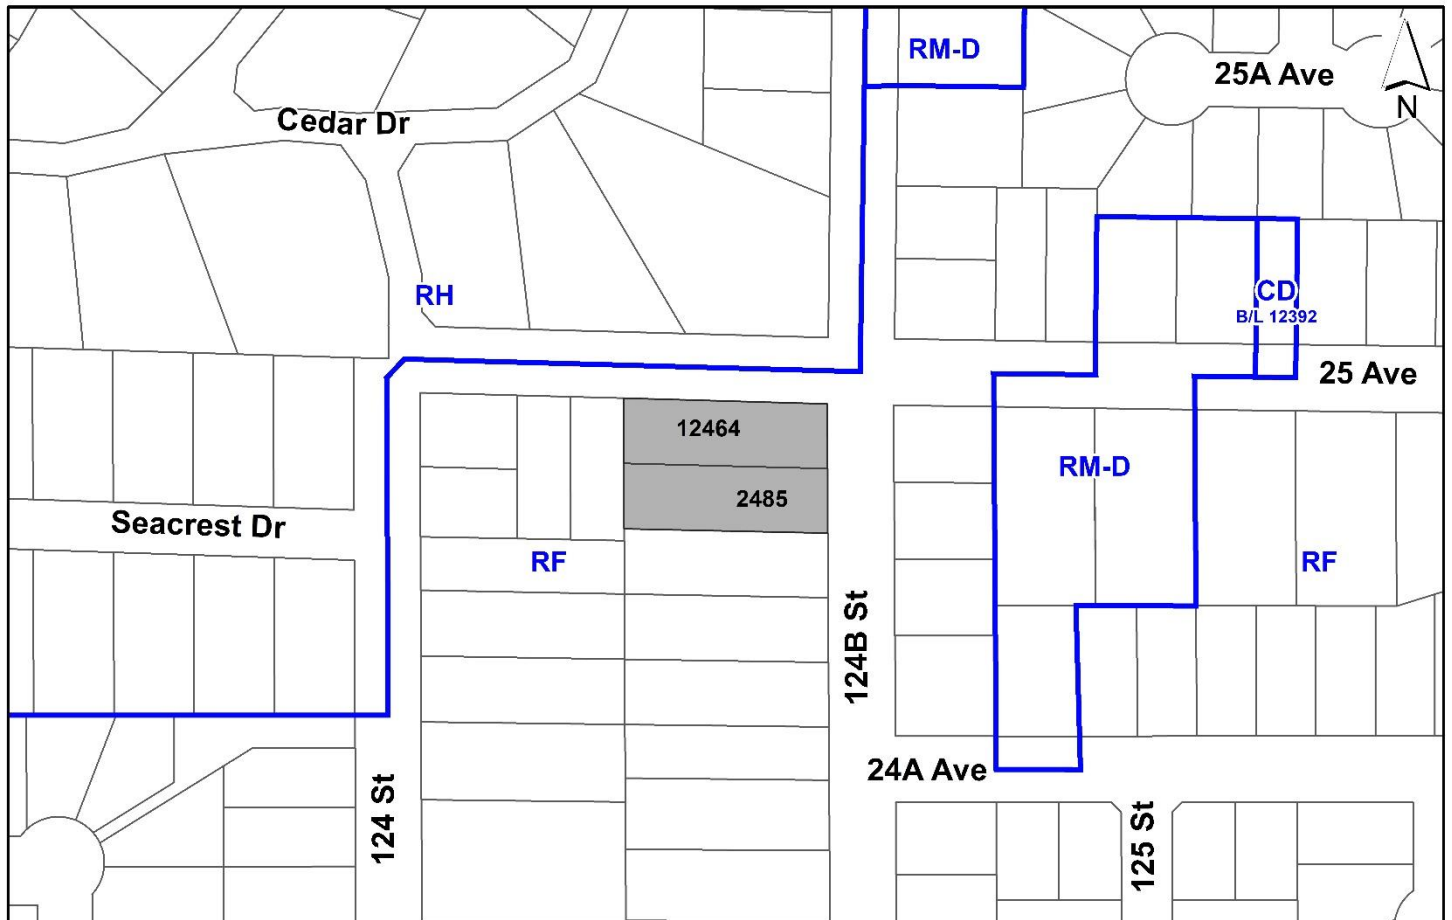 RM-D
25A Ave
N
Cedar Dr
RH
CD
B/L 12392
25 Ave
12464
RM-D
2485
Seacrest Dr
RF
RF
124B St
24A Ave
124 St
125 St